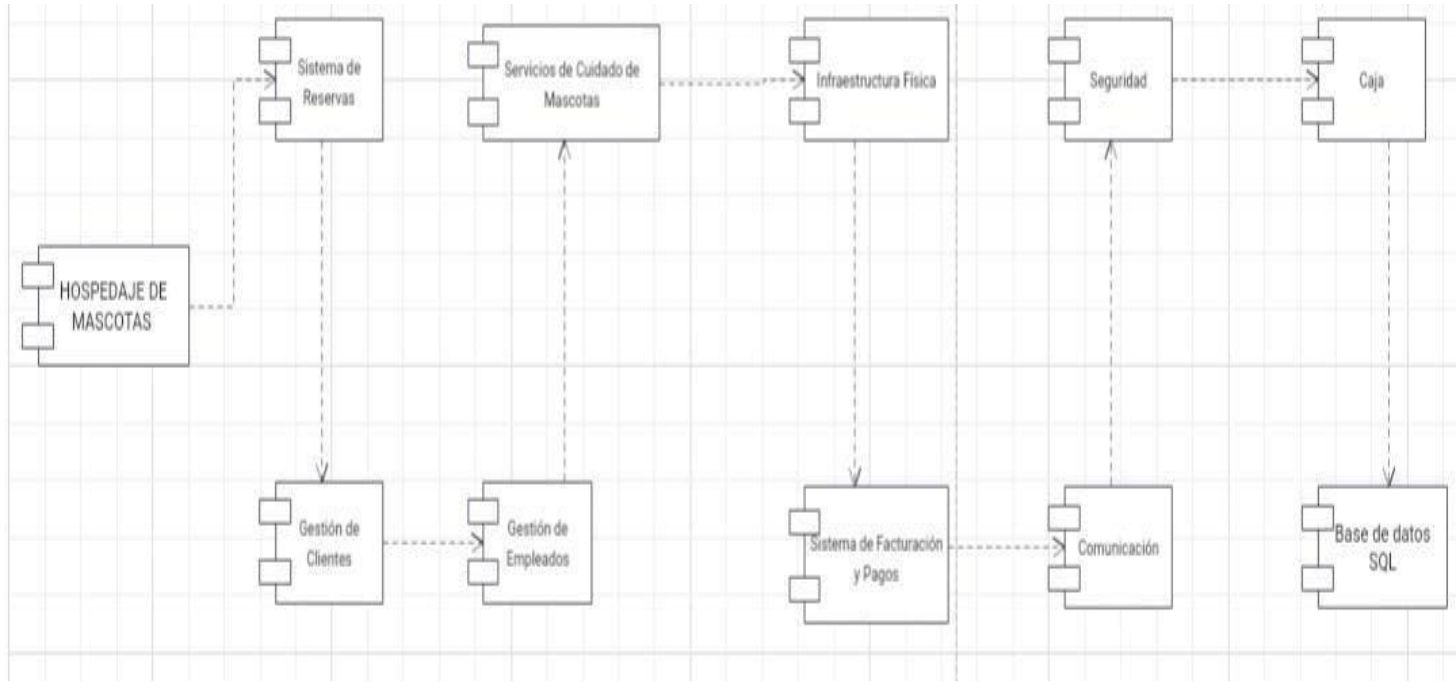 Sistema de
Reservas
Servicios de Cuidado de
Mascotas
Infraestructura Física
Seguridad
Caja
HOSPEDAJE DE
MASCOTAS
Gestión de
Clientes
Gestión de
Empleados
Sistema de Facturación
y Pagos
Comunicación
Base de datos
SQL